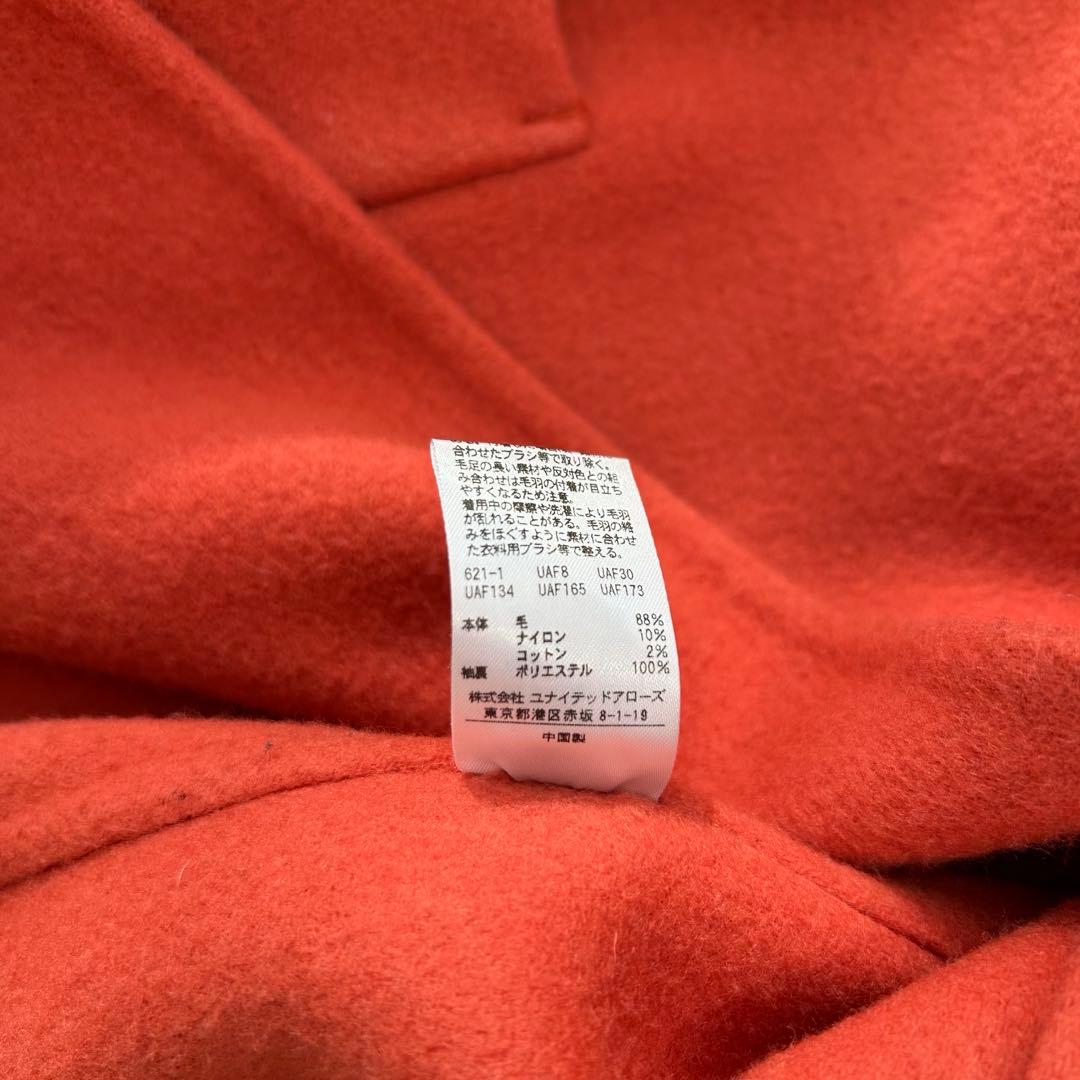 合わせたブラシ等で取り除く。
毛足の長い素材や反対色との組
み合わせは毛羽の付着が目立ち
やすくなるため注意。
着用中の摩擦や洗濯により毛羽
が乱れることがある。毛羽の絡
みをほぐすように素材に合わせ
た衣料用ブラシ等で整える。
621-1 UAF8 UAF30
UAF134 UAF165 UAF173
本体 毛 88%
ナイロン 10%
コットン 2%
袖裏 ポリエステル 100%
株式会社 ユナイテッドアローズ
東京都港区赤坂 8-1-19
中国製